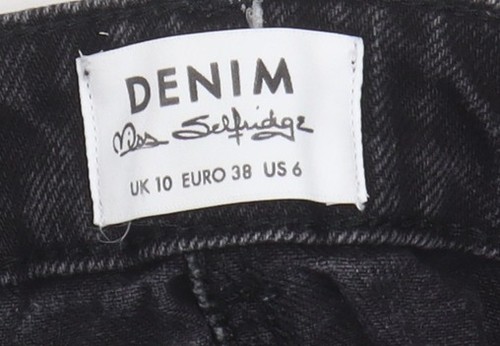 DENIM
Miss Selfridge
UK 10 EURO 38 US 6